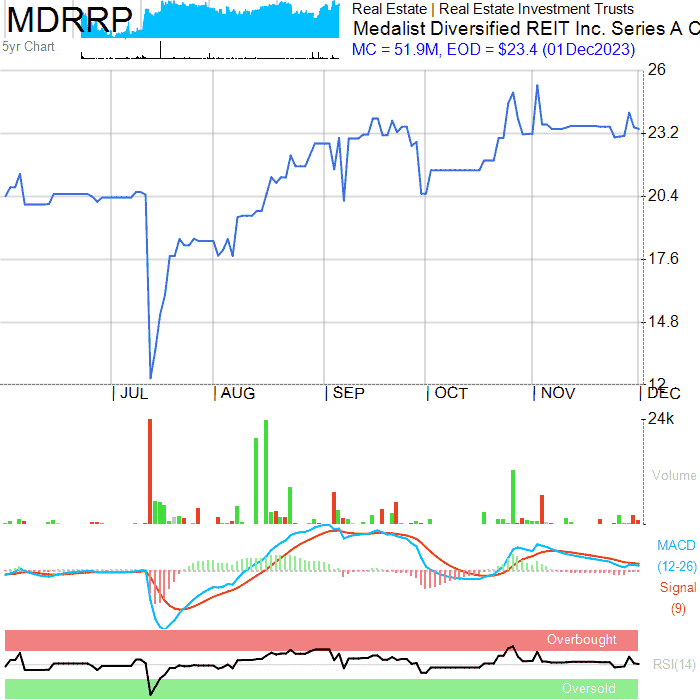 MDRRP
Real Estate | Real Estate Investment Trusts
Medalist Diversified REIT Inc. Series A C
5yr Chart
MC = 51.9M, EOD = $23.4 (01Dec2023)
26
23.2
20.4
17.6
14.8
12
JUL AUG SEP OCT NOV DEC
24k
Volume
MACD
(12-26)
Signal
(9)
Overbought
RSI(14)
Oversold